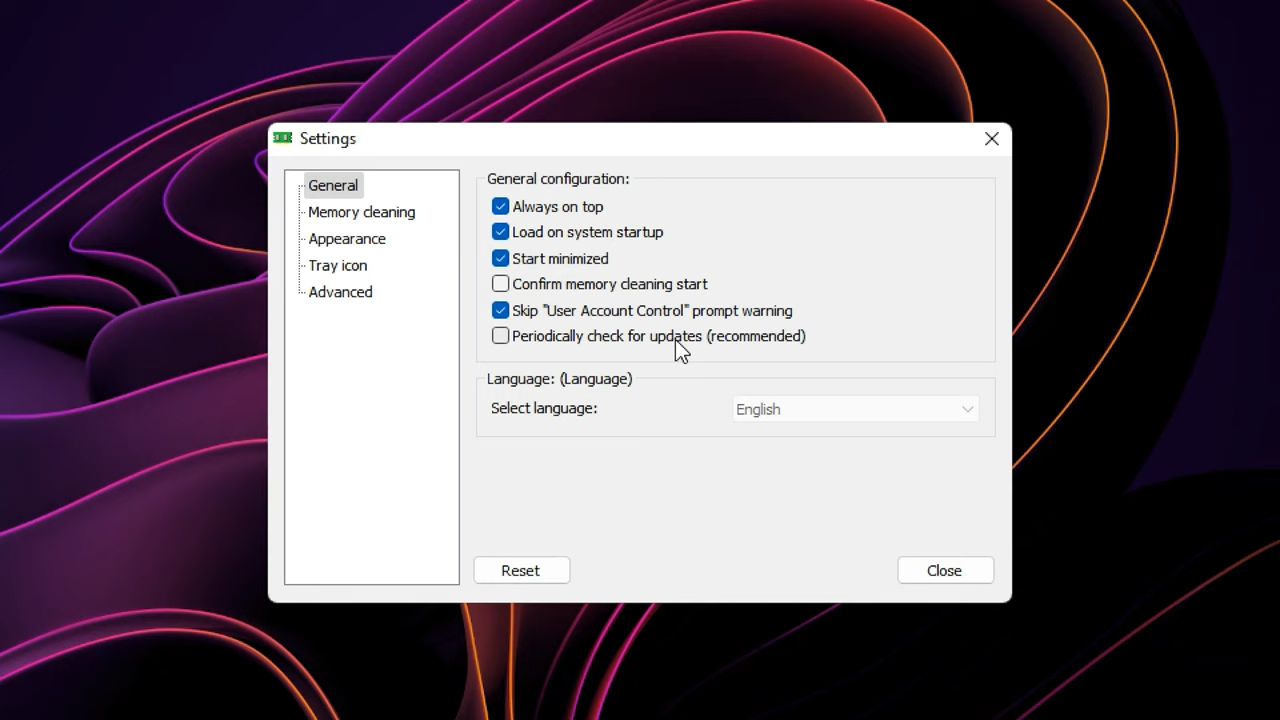 Settings
General
Memory cleaning
Appearance
Tray icon
Advanced
General configuration:
Always on top
Load on system startup
Start minimized
Confirm memory cleaning start
Skip "User Account Control" prompt warning
Periodically check for updates (recommended)
Language: (Language)
Select language:
English
Reset
Close